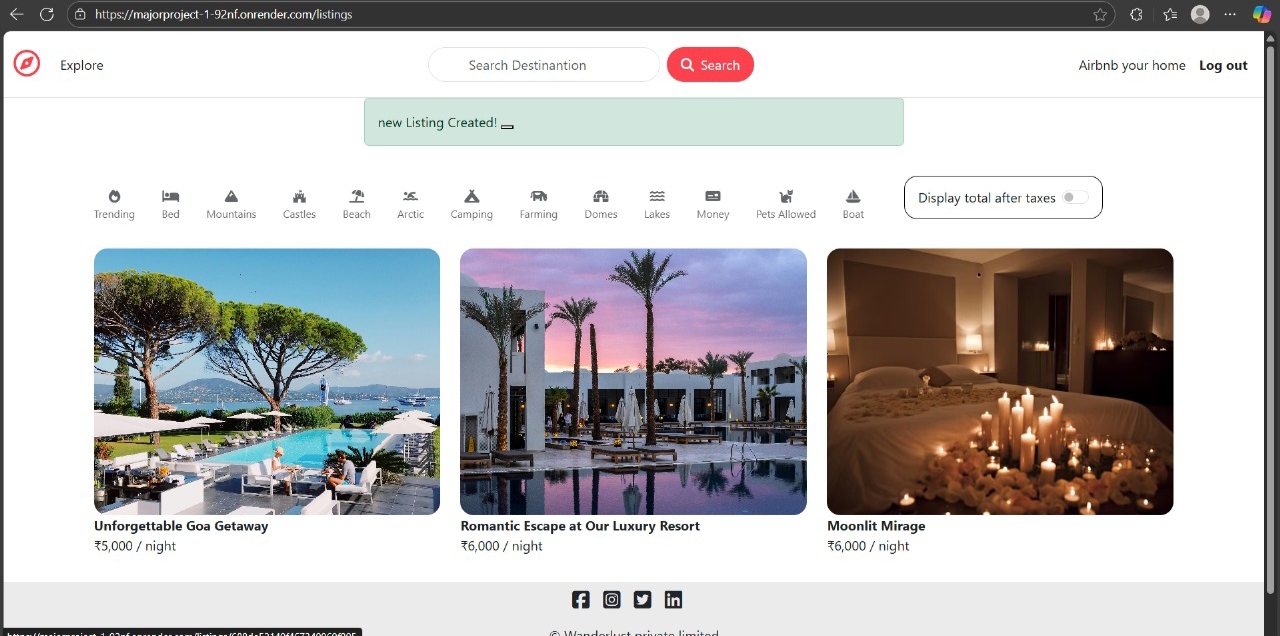 https://majorproject-1-92nf.onrender.com/listings
Explore
Search Destinantion
Search
Airbnb your home
Log out
new Listing Created!
Trending
Bed
Mountains
Castles
Beach
Arctic
Camping
Farming
Domes
Lakes
Money
Pets Allowed
Boat
Display total after taxes
Unforgettable Goa Getaway
₹5,000 / night
Romantic Escape at Our Luxury Resort
₹6,000 / night
Moonlit Mirage
₹6,000 / night
© Wanderlust private limited